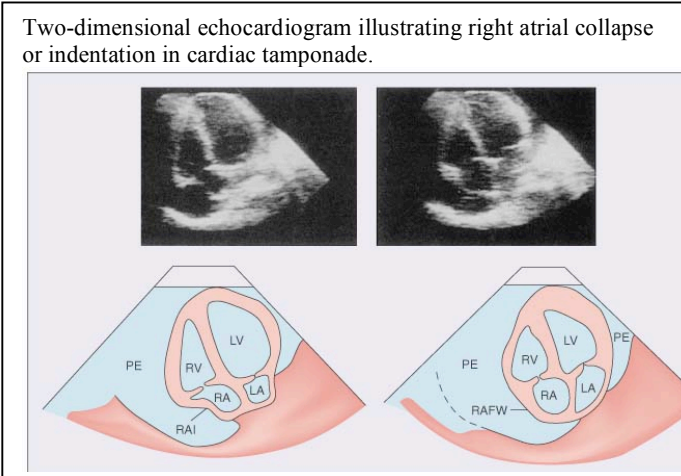 Two-dimensional echocardiogram illustrating right atrial collapse
or indentation in cardiac tamponade.
PE
RV
LV
RA
LA
RAI
PE
RV
LV
PE
RA
LA
RAFW